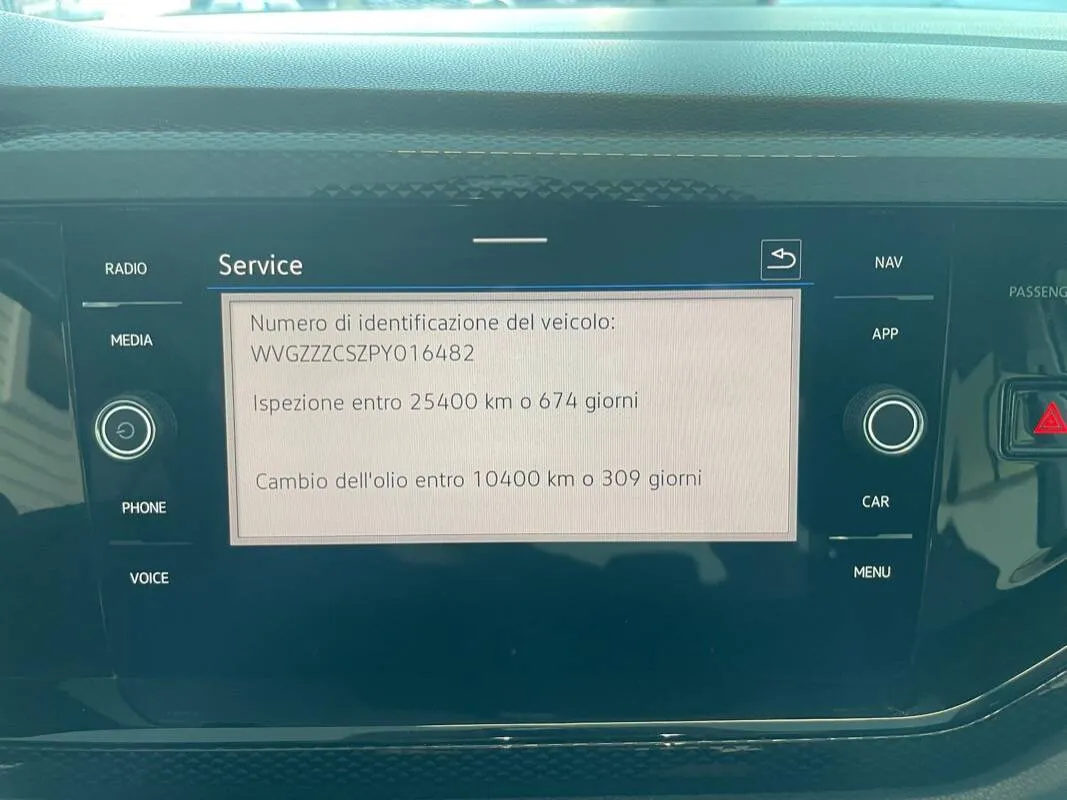 RADIO
MEDIA
PHONE
VOICE
Service
Numero di identificazione del veicolo:
WVGZZZCSZPY016482
Ispezione entro 25400 km o 674 giorni
Cambio dell'olio entro 10400 km o 309 giorni
NAV
APP
CAR
MENU
PASSENG